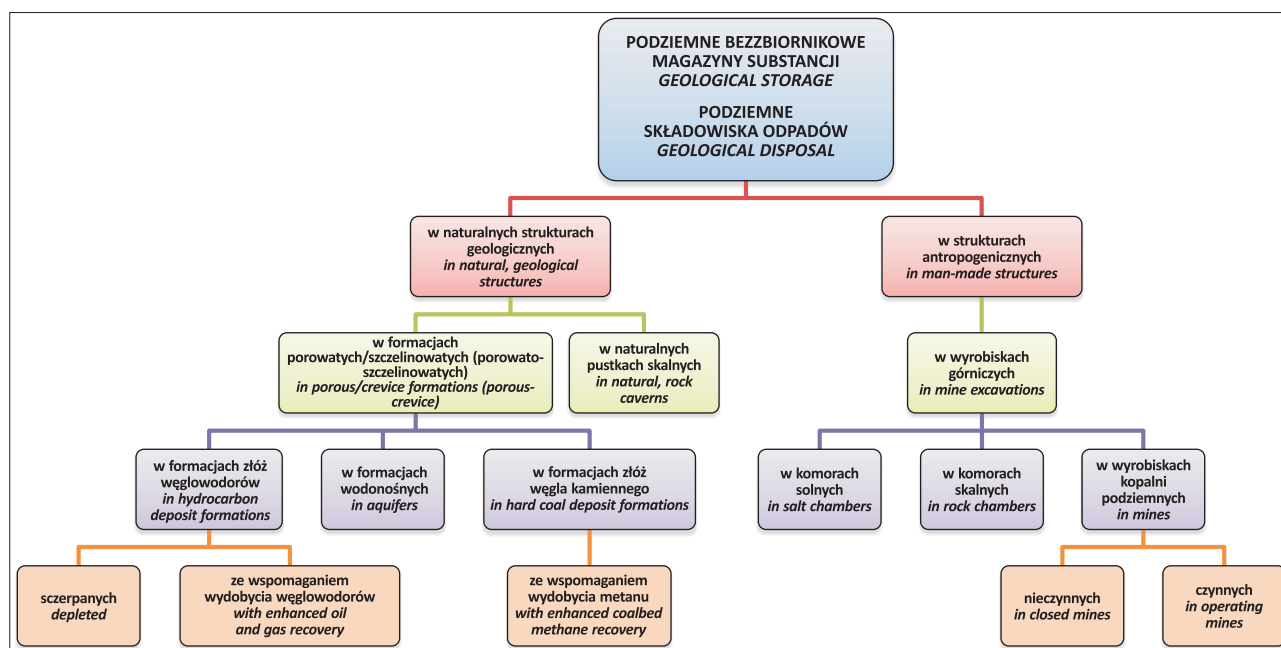 PODZIEMNE BEZZBIORNIKOWE
MAGAZYNY SUBSTANCJI
GEOLOGICAL STORAGE
PODZIEMNE
SKŁADOWISKA ODPADÓW
GEOLOGICAL DISPOSAL
w naturalnych strukturach
geologicznych
in natural, geological
structures
w strukturach
antropogenicznych
in man-made structures
w formacjach
porowatych/szczelinowatych (porowato-
szczelinowatych)
in porous/crevice formations (porous-
crevice)
w naturalnych
pustkach skalnych
in natural, rock
caverns
w wyrobiskach
górniczych
in mine excavations
w formacjach złóż
węglowodorów
in hydrocarbon
deposit formations
w formacjach
wodonośnych
in aquifers
w formacjach złóż
węgla kamiennego
in hard coal deposit formations
w komorach
solnych
in salt chambers
w komorach
skalnych
in rock chambers
w wyrobiskach
kopalni
podziemnych
in mines
sczerpanych
depleted
ze wspomaganiem
wydobycia węglowodorów
with enhanced oil
and gas recovery
ze wspomaganiem
wydobycia metanu
with enhanced coalbed
methane recovery
nieczynnych
in closed mines
czynnych
in operating
mines